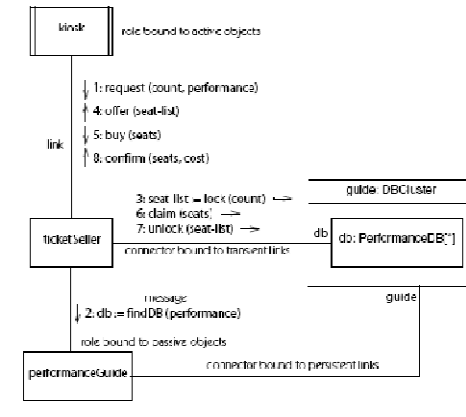 kiosk
role bound to active objects
1: request (count, performance)
4: offer (seat-list)
link
5: buy (seats)
8: confirm (seats, cost)
3: seat list = lock (count)
guide: DBCluster
6: claim (seats)
7: unlock (seat-list)
ticketSeller
db
db: PerformanceDB[*]
connector bound to transient links
message
guide
2: db := findDB (performance)
role bound to passive objects
performanceGuide
connector bound to persistent links